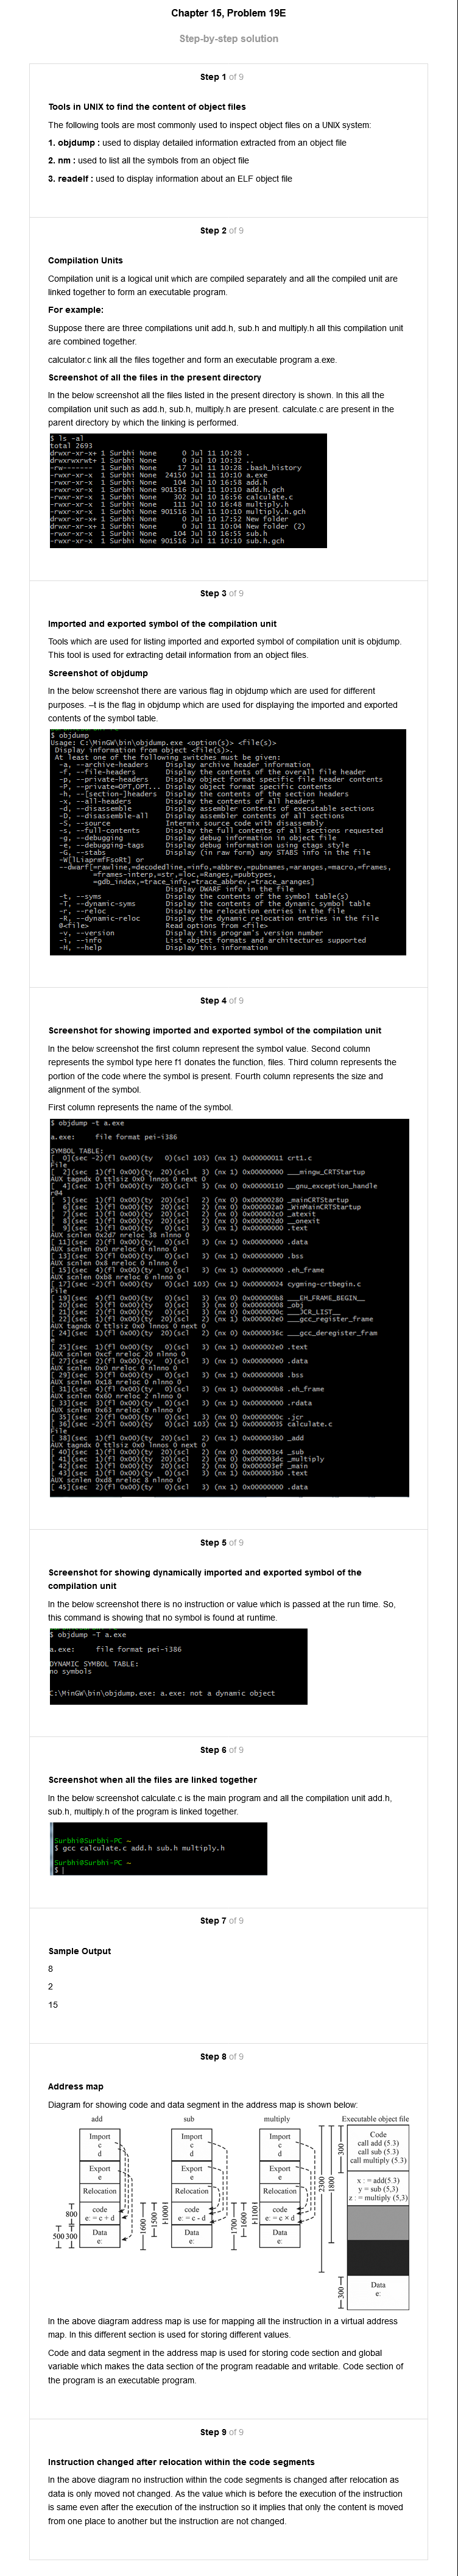 Chapter 15, Problem 19E
Step-by-step solution
Step 1 of 9
Tools in UNIX to find the content of object files
The following tools are most commonly used to inspect object files on a UNIX system:
1. objdump : used to display detailed information extracted from an object file
2. nm : used to list all the symbols from an object file
3. readelf : used to display information about an ELF object file
Step 2 of 9
Compilation Units
Compilation unit is a logical unit which are compiled separately and all the compiled unit are
linked together to form an executable program.
For example:
Suppose there are three compilations unit add.h, sub.h and multiply.h all this compilation unit
are combined together.
calculator.c link all the files together and form an executable program a.exe.
Screenshot of all the files in the present directory
In the below screenshot all the files listed in the present directory is shown. In this all the
compilation unit such as add.h, sub.h, multiply.h are present. calculate.c are present in the
parent directory by which the linking is performed.
$ ls -al
total 2693
drwxr-xr-x+ 1 Surbhi None 0 Jul 11 10:28 .
drwxrwxrwt+ 1 Surbhi None 0 Jul 10 10:32 ..
-rw------- 1 Surbhi None 17 Jul 11 10:28 .bash_history
-rwxr-xr-x 1 Surbhi None 24150 Jul 11 10:10 a.exe
-rwxr-xr-x 1 Surbhi None 104 Jul 10 16:58 add.h
-rwxr-xr-x 1 Surbhi None 901516 Jul 11 10:10 add.h.gch
-rwxr-xr-x 1 Surbhi None 302 Jul 10 16:56 calculate.c
-rwxr-xr-x 1 Surbhi None 111 Jul 10 16:48 multiply.h
-rwxr-xr-x 1 Surbhi None 901516 Jul 11 10:10 multiply.h.gch
drwxr-xr-x+ 1 Surbhi None 0 Jul 10 17:52 New folder
drwxr-xr-x+ 1 Surbhi None 0 Jul 11 10:04 New folder (2)
-rwxr-xr-x 1 Surbhi None 104 Jul 10 16:55 sub.h
-rwxr-xr-x 1 Surbhi None 901516 Jul 11 10:10 sub.h.gch
Step 3 of 9
Imported and exported symbol of the compilation unit
Tools which are used for listing imported and exported symbol of compilation unit is objdump.
This tool is used for extracting detail information from an object files.
Screenshot of objdump
In the below screenshot there are various flag in objdump which are used for different
purposes. –t is the flag in objdump which are used for displaying the imported and exported
contents of the symbol table.
$ objdump
Usage: C:\MinGW\bin\objdump.exe <option(s)> <file(s)>
Display information from object <file(s)>.
At least one of the following switches must be given:
-a, --archive-headers Display archive header information
-f, --file-headers Display the contents of the overall file header
-p, --private-headers Display object format specific file header contents
-P, --private=OPT,OPT... Display object format specific contents
-h, --[section-]headers Display the contents of the section headers
-x, --all-headers Display the contents of all headers
-d, --disassemble Display assembler contents of executable sections
-D, --disassemble-all Display assembler contents of all sections
-S, --source Intermix source code with disassembly
-s, --full-contents Display the full contents of all sections requested
-g, --debugging Display debug information in object file
-e, --debugging-tags Display debug information using ctags style
-G, --stabs Display (in raw form) any STABS info in the file
-W[lLiaprmfFsoRt] or
--dwarf[=rawline,=decodedline,=info,=abbrev,=pubnames,=aranges,=macro,=frames,
=frames-interp,=str,=loc,=Ranges,=pubtypes,
=gdb_index,=trace_info,=trace_abbrev,=trace_aranges]
Display DWARF info in the file
-t, --syms Display the contents of the symbol table(s)
-T, --dynamic-syms Display the contents of the dynamic symbol table
-r, --reloc Display the relocation entries in the file
-R, --dynamic-reloc Display the dynamic relocation entries in the file
@<file> Read options from <file>
-v, --version Display this program's version number
-i, --info List object formats and architectures supported
-H, --help Display this information
Step 4 of 9
Screenshot for showing imported and exported symbol of the compilation unit
In the below screenshot the first column represent the symbol value. Second column
represents the symbol type here f1 donates the function, files. Third column represents the
portion of the code where the symbol is present. Fourth column represents the size and
alignment of the symbol.
First column represents the name of the symbol.
$ objdump -t a.exe
a.exe: file format pei-i386
SYMBOL TABLE:
[ 0](sec -2)(fl 0x00)(ty 0)(scl 103) (nx 1) 0x00000011 crt1.c
File
[ 2](sec 1)(fl 0x00)(ty 20)(scl 3) (nx 1) 0x00000000 ___mingw_CRTStartup
AUX tagndx 0 ttlsiz 0x0 lnnos 0 next 0
[ 4](sec 1)(fl 0x00)(ty 20)(scl 3) (nx 0) 0x00000110 __gnu_exception_handle
r@4
[ 5](sec 1)(fl 0x00)(ty 20)(scl 2) (nx 0) 0x00000280 _mainCRTStartup
[ 6](sec 1)(fl 0x00)(ty 20)(scl 2) (nx 0) 0x000002a0 _WinMainCRTStartup
[ 7](sec 1)(fl 0x00)(ty 20)(scl 2) (nx 0) 0x000002c0 _atexit
[ 8](sec 1)(fl 0x00)(ty 20)(scl 2) (nx 0) 0x000002d0 __onexit
[ 9](sec 1)(fl 0x00)(ty 0)(scl 3) (nx 1) 0x00000000 .text
AUX scnlen 0x2d7 nreloc 38 nlnno 0
[ 11](sec 2)(fl 0x00)(ty 0)(scl 3) (nx 1) 0x00000000 .data
AUX scnlen 0x0 nreloc 0 nlnno 0
[ 13](sec 5)(fl 0x00)(ty 0)(scl 3) (nx 1) 0x00000000 .bss
AUX scnlen 0x8 nreloc 0 nlnno 0
[ 15](sec 4)(fl 0x00)(ty 0)(scl 3) (nx 1) 0x00000000 .eh_frame
AUX scnlen 0xb8 nreloc 6 nlnno 0
[ 17](sec -2)(fl 0x00)(ty 0)(scl 103) (nx 1) 0x00000024 cygming-crtbegin.c
File
[ 19](sec 4)(fl 0x00)(ty 0)(scl 3) (nx 0) 0x000000b8 ___EH_FRAME_BEGIN__
[ 20](sec 5)(fl 0x00)(ty 0)(scl 3) (nx 0) 0x00000008 _obj
[ 21](sec 2)(fl 0x00)(ty 0)(scl 3) (nx 0) 0x0000000c ___JCR_LIST__
[ 22](sec 1)(fl 0x00)(ty 20)(scl 2) (nx 1) 0x000002e0 ___gcc_register_frame
AUX tagndx 0 ttlsiz 0x0 lnnos 0 next 0
[ 24](sec 1)(fl 0x00)(ty 20)(scl 2) (nx 0) 0x0000036c ___gcc_deregister_fram
e
[ 25](sec 1)(fl 0x00)(ty 0)(scl 3) (nx 1) 0x000002e0 .text
AUX scnlen 0xcf nreloc 20 nlnno 0
[ 27](sec 2)(fl 0x00)(ty 0)(scl 3) (nx 1) 0x00000000 .data
AUX scnlen 0x0 nreloc 0 nlnno 0
[ 29](sec 5)(fl 0x00)(ty 0)(scl 3) (nx 1) 0x00000008 .bss
AUX scnlen 0x18 nreloc 0 nlnno 0
[ 31](sec 4)(fl 0x00)(ty 0)(scl 3) (nx 1) 0x000000b8 .eh_frame
AUX scnlen 0x60 nreloc 2 nlnno 0
[ 33](sec 3)(fl 0x00)(ty 0)(scl 3) (nx 1) 0x00000000 .rdata
AUX scnlen 0x63 nreloc 0 nlnno 0
[ 35](sec 2)(fl 0x00)(ty 0)(scl 3) (nx 0) 0x0000000c .jcr
[ 36](sec -2)(fl 0x00)(ty 0)(scl 103) (nx 1) 0x00000035 calculate.c
File
[ 38](sec 1)(fl 0x00)(ty 20)(scl 2) (nx 1) 0x000003b0 _add
AUX tagndx 0 ttlsiz 0x0 lnnos 0 next 0
[ 40](sec 1)(fl 0x00)(ty 20)(scl 2) (nx 0) 0x000003c4 _sub
[ 41](sec 1)(fl 0x00)(ty 20)(scl 2) (nx 0) 0x000003dc _multiply
[ 42](sec 1)(fl 0x00)(ty 20)(scl 2) (nx 0) 0x000003ef _main
[ 43](sec 1)(fl 0x00)(ty 0)(scl 3) (nx 1) 0x000003b0 .text
AUX scnlen 0xd8 nreloc 8 nlnno 0
[ 45](sec 2)(fl 0x00)(ty 0)(scl 3) (nx 1) 0x00000000 .data
Step 5 of 9
Screenshot for showing dynamically imported and exported symbol of the
compilation unit
In the below screenshot there is no instruction or value which is passed at the run time. So,
this command is showing that no symbol is found at runtime.
$ objdump -T a.exe
a.exe: file format pei-i386
DYNAMIC SYMBOL TABLE:
no symbols
C:\MinGW\bin\objdump.exe: a.exe: not a dynamic object
Step 6 of 9
Screenshot when all the files are linked together
In the below screenshot calculate.c is the main program and all the compilation unit add.h,
sub.h, multiply.h of the program is linked together.
Surbhi@Surbhi-PC ~
$ gcc calculate.c add.h sub.h multiply.h
Surbhi@Surbhi-PC ~
$
Step 7 of 9
Sample Output
8
2
15
Step 8 of 9
Address map
Diagram for showing code and data segment in the address map is shown below:
add sub multiply Executable object file
Import
c
d
Export
e
Relocation
code
e: = c + d
Data
e:
800
500 300
Import
c
d
Export
e
Relocation
code
e: = c - d
Data
e:
1600
1500
1000
Import
c
d
Export
e
Relocation
code
e: = c × d
Data
e:
1700
1600
1100
2300
1800
300
Code
call add (5.3)
call sub (5.3)
call multiply (5.3)
x : = add(5.3)
y = sub (5,3)
z : = multiply (5,3)
300
Data
e:
In the above diagram address map is use for mapping all the instruction in a virtual address
map. In this different section is used for storing different values.
Code and data segment in the address map is used for storing code section and global
variable which makes the data section of the program readable and writable. Code section of
the program is an executable program.
Step 9 of 9
Instruction changed after relocation within the code segments
In the above diagram no instruction within the code segments is changed after relocation as
data is only moved not changed. As the value which is before the execution of the instruction
is same even after the execution of the instruction so it implies that only the content is moved
from one place to another but the instruction are not changed.